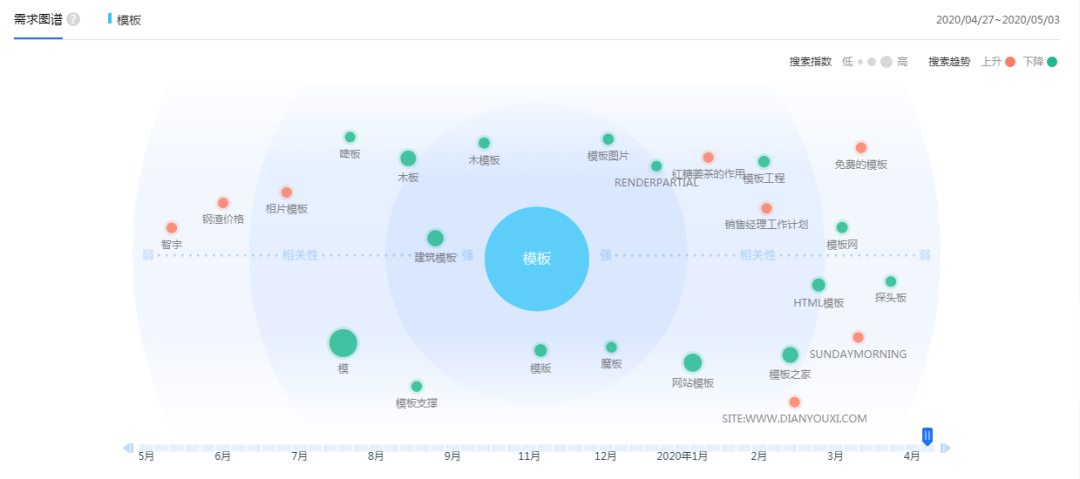 需求图谱 ? 模板 2020/04/27~2020/05/03
搜索指数 低 高 搜索趋势 上升 下降
嗟板
木板
木模板
模板图片
RENDERPARTIAL
红糖姜茶的作用
模板工程
免费的模板
相片模板
钢渣价格
智宇
销售经理工作计划
模板网
弱 相关性 强 强 相关性 弱
建筑模板
模板
HTML模板
探头板
SUNDAYMORNING
模
模版
魔板
网站模板
模板之家
模板支撑
SITE:WWW.DIANYOUXI.COM
5月 6月 7月 8月 9月 11月 12月 2020年1月 2月 3月 4月